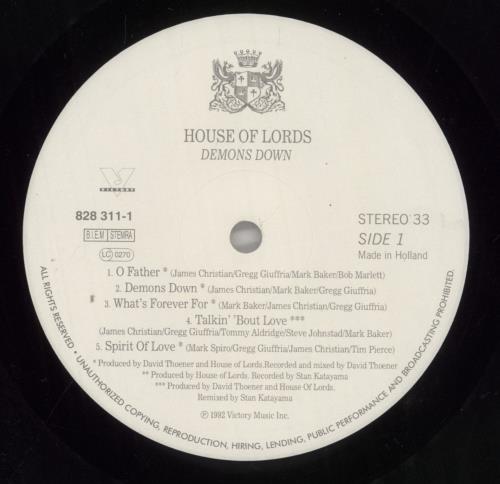 HOUSE OF LORDS
DEMONS DOWN
VICTORY
828 311-1
B.I.E.M STEMRA
LC 0270
STEREO 33
SIDE 1
Made in Holland
1. O Father * (James Christian/Gregg Giuffria/Mark Baker/Bob Marlett)
2. Demons Down * (James Christian/Mark Baker/Gregg Giuffria)
3. What's Forever For * (Mark Baker/James Christian/Gregg Giuffria)
4. Talkin' 'Bout Love ***
(James Christian/Gregg Giuffria/Tommy Aldridge/Steve Johnstad/Mark Baker)
5. Spirit Of Love * (Mark Spiro/Gregg Giuffria/James Christian/Tim Pierce)
* Produced by David Thoener and House of Lords.Recorded and mixed by David Thoener
** Produced by House of Lords. Recorded by Stan Katayama
*** Produced by David Thoener and House Of Lords.
Remixed by Stan Katayama
℗ 1992 Victory Music Inc.
ALL RIGHTS RESERVED • UNAUTHORIZED COPYING, REPRODUCTION, HIRING, LENDING, PUBLIC PERFORMANCE AND BROADCASTING PROHIBITED.